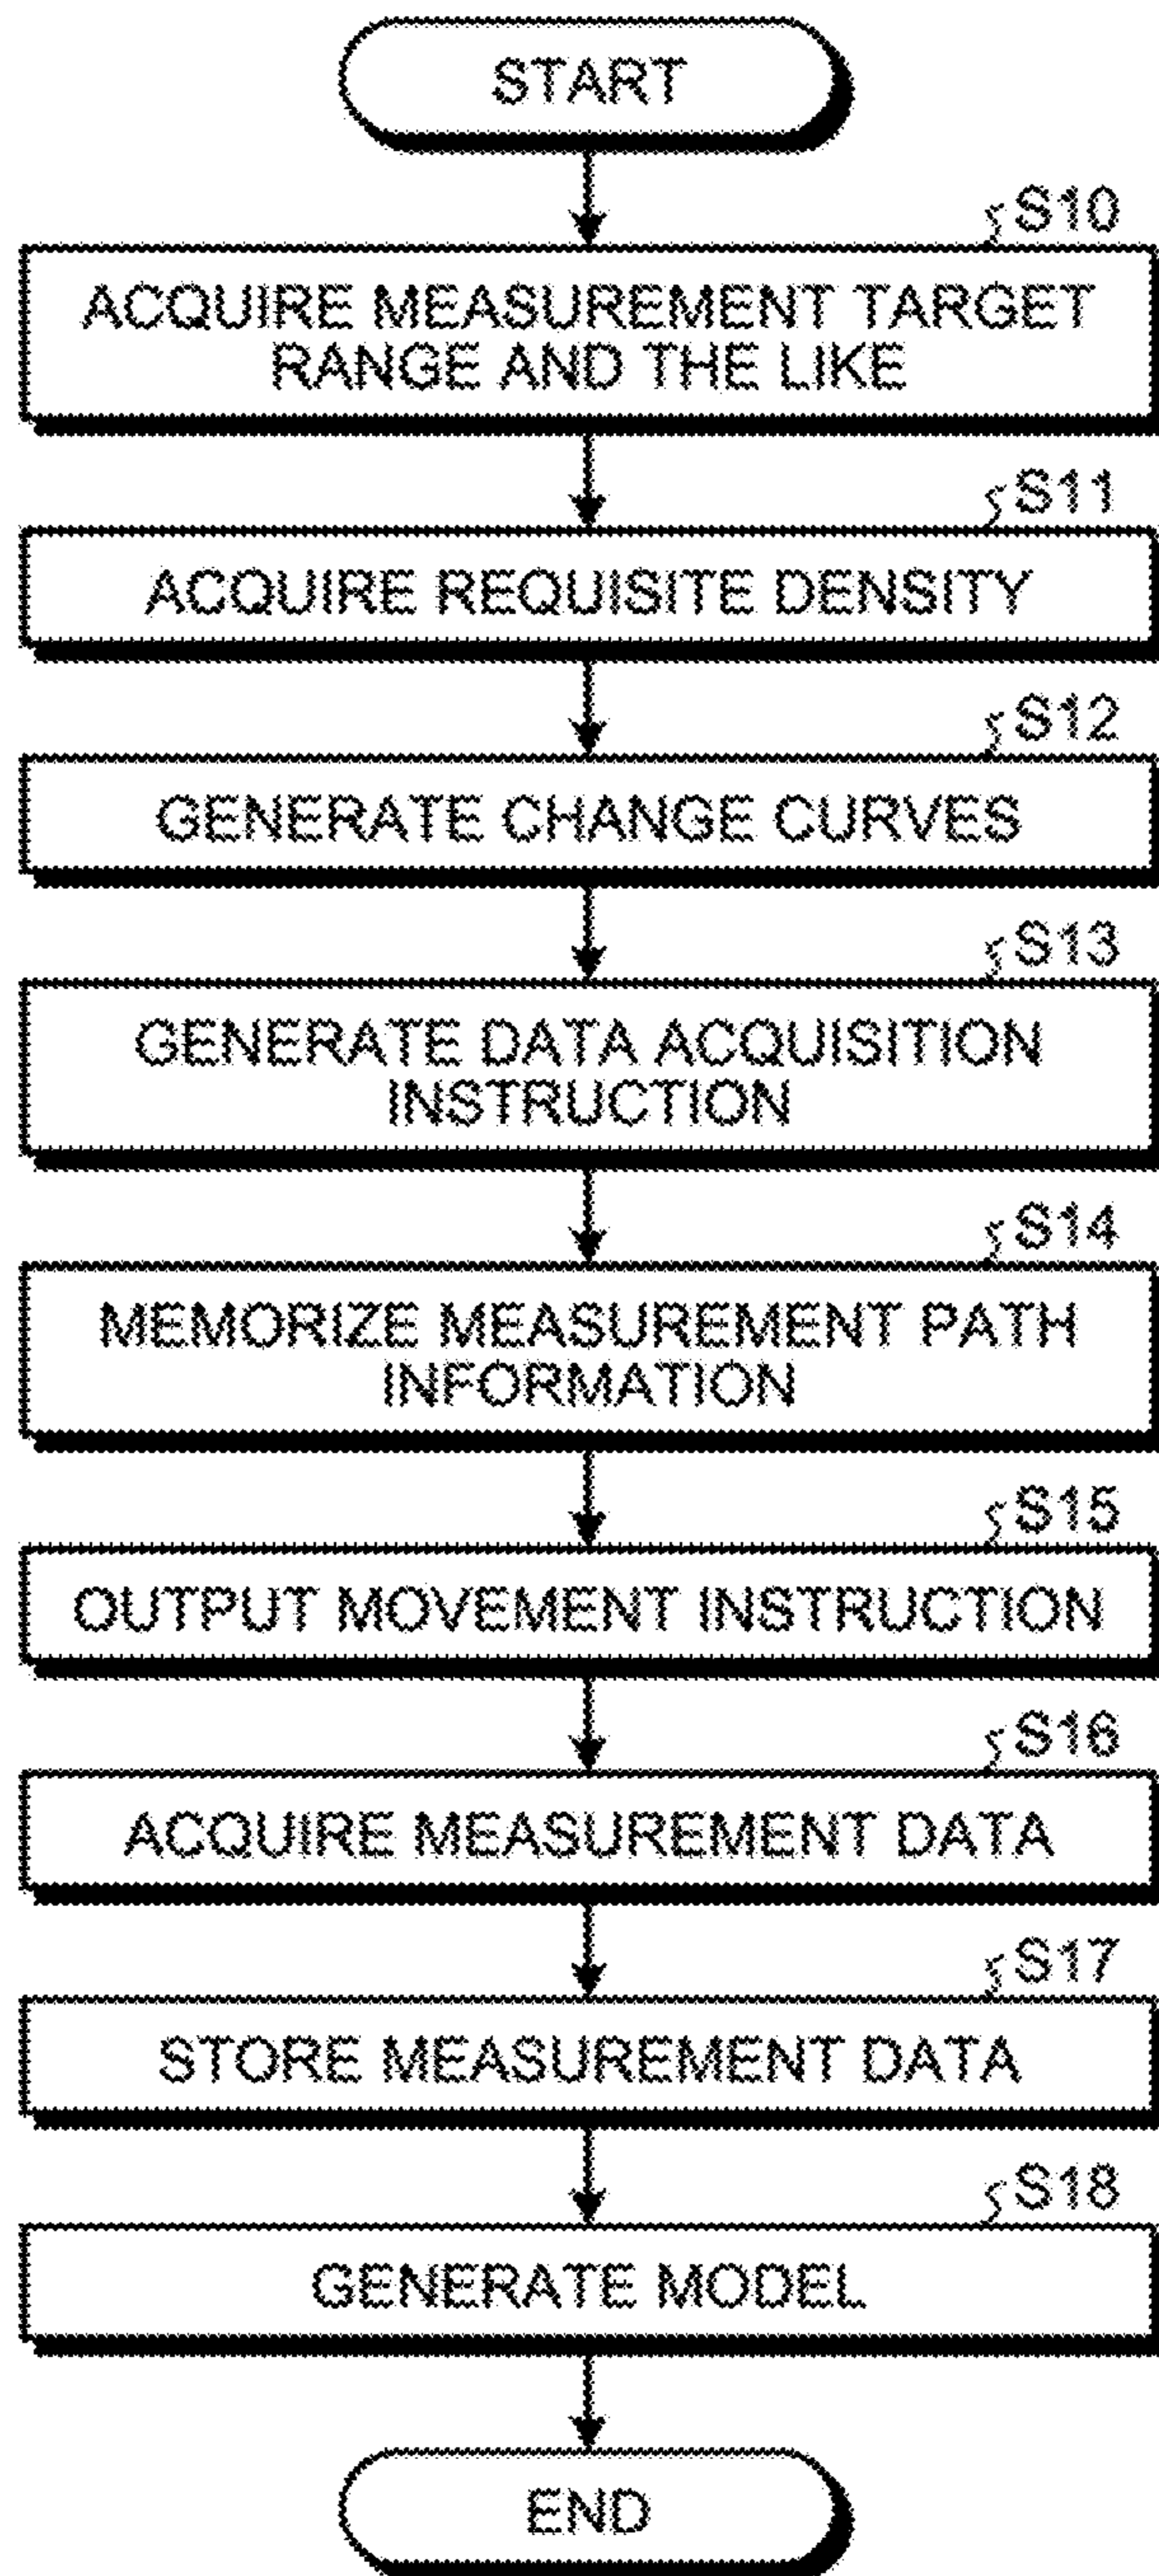 START
S10
ACQUIRE MEASUREMENT TARGET
RANGE AND THE LIKE
S11
ACQUIRE REQUISITE DENSITY
S12
GENERATE CHANGE CURVES
S13
GENERATE DATA ACQUISITION
INSTRUCTION
S14
MEMORIZE MEASUREMENT PATH
INFORMATION
S15
OUTPUT MOVEMENT INSTRUCTION
S16
ACQUIRE MEASUREMENT DATA
S17
STORE MEASUREMENT DATA
S18
GENERATE MODEL
END